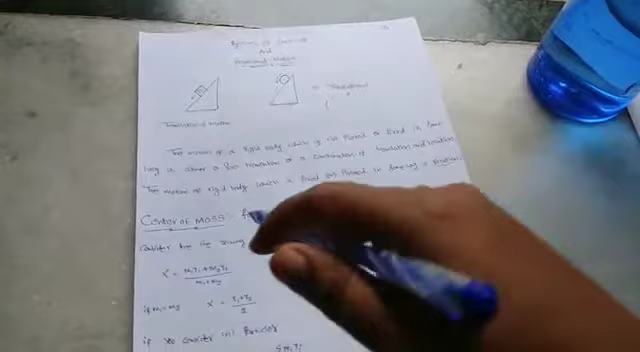 System of Particles
And
Rotational Motion
Translational motion
The motion of a rigid body which is not Pivoted or fixed in Some
way is either a Pure translation or a Combination of translation and rotation
The motion of rigid body which is fixed or Pivoted in Some way is rotation
CENTER OF MASS:-
Consider are the
X = m₁x₁+m₂x₂ / m₁+m₂
if m₁=m₂ X = x₁+x₂ / 2
if we consider 'n' Particles